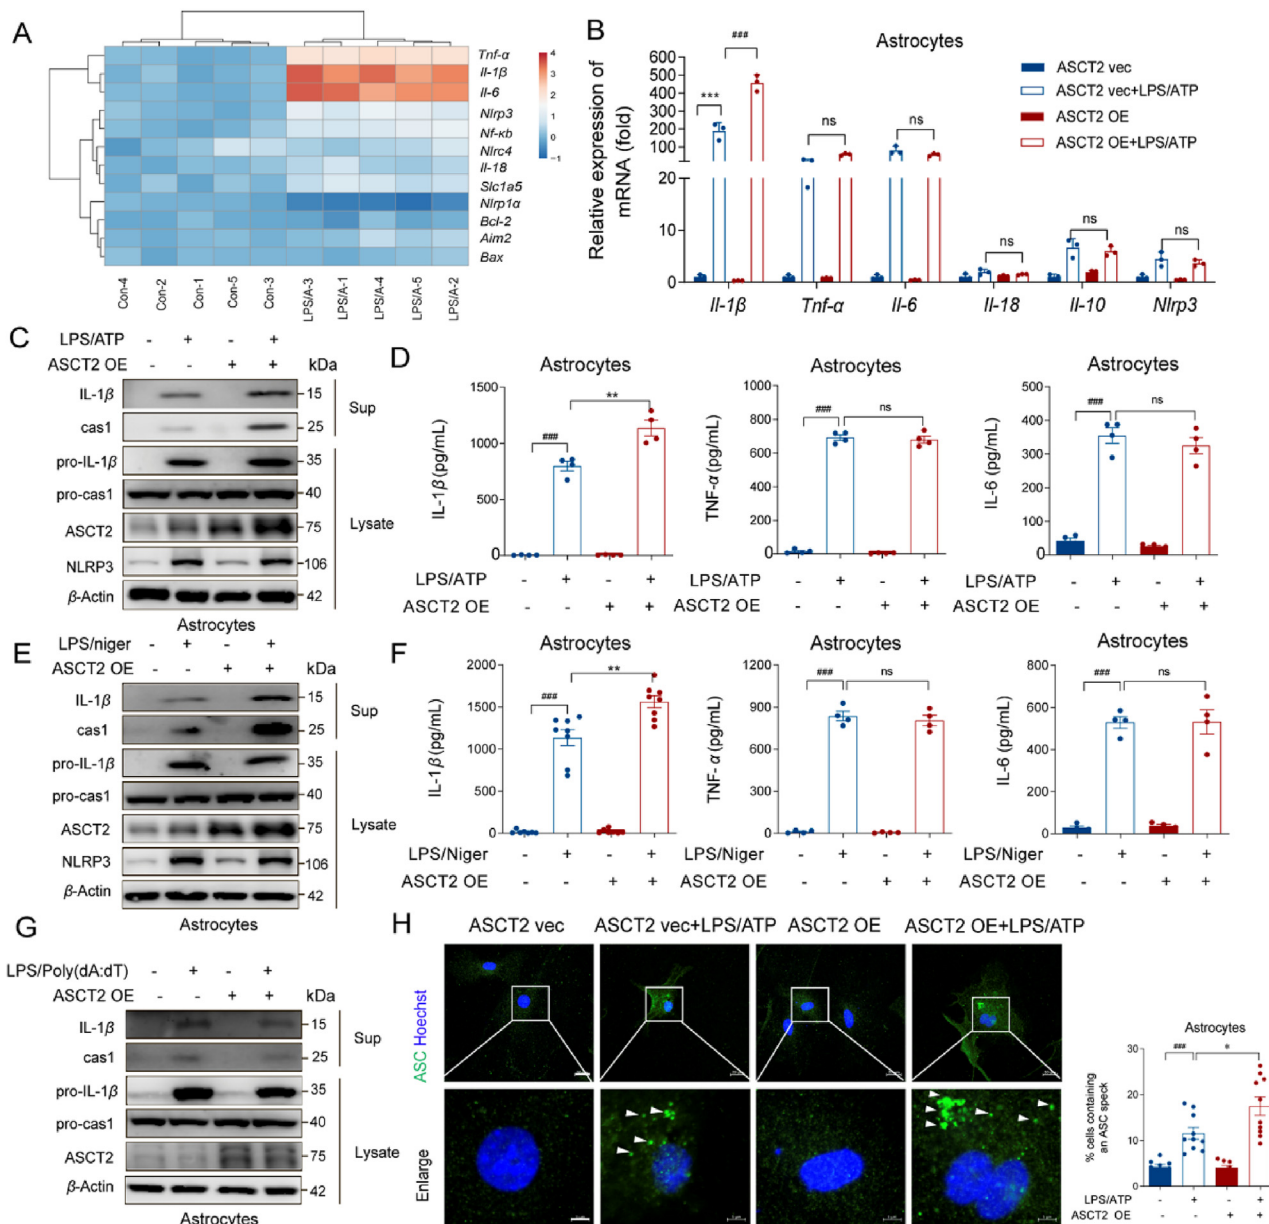 A
Tnf-α
Il-1β
Il-6
Nlrp3
Nf-κb
Nlrc4
Il-18
Slc1a5
Nlrp1α
Bcl-2
Aim2
Bax
4
3
2
1
0
−1
Con-4
Con-2
Con-1
Con-5
Con-3
LPS/A-3
LPS/A-1
LPS/A-4
LPS/A-5
LPS/A-2
B
Astrocytes
Relative expression of
mRNA (fold)
600
500
400
300
200
100
20
10
0
***
###
ns
ns
ns
ns
ns
ASCT2 vec
ASCT2 vec+LPS/ATP
ASCT2 OE
ASCT2 OE+LPS/ATP
Il-1β Tnf-α Il-6 Il-18 Il-10 Nlrp3
C
LPS/ATP - + - +
ASCT2 OE - - + + kDa
IL-1β 15
cas1 25
Sup
pro-IL-1β 35
pro-cas1 40
ASCT2 75
NLRP3 106
β-Actin 42
Lysate
Astrocytes
D
Astrocytes
IL-1β (pg/mL)
1500
1000
500
0
###
**
LPS/ATP - + - +
ASCT2 OE - - + +
Astrocytes
TNF-α (pg/mL)
1000
800
600
400
200
0
###
ns
LPS/ATP - + - +
ASCT2 OE - - + +
Astrocytes
IL-6 (pg/mL)
500
400
300
200
100
0
###
ns
LPS/ATP - + - +
ASCT2 OE - - + +
E
LPS/niger - + - +
ASCT2 OE - - + + kDa
IL-1β 15
cas1 25
Sup
pro-IL-1β 35
pro-cas1 40
ASCT2 75
NLRP3 106
β-Actin 42
Lysate
Astrocytes
F
Astrocytes
IL-1β (pg/mL)
2000
1500
1000
500
0
###
**
LPS/Niger - + - +
ASCT2 OE - - + +
Astrocytes
TNF-α (pg/mL)
1200
900
600
300
0
###
ns
LPS/Niger - + - +
ASCT2 OE - - + +
Astrocytes
IL-6 (pg/mL)
800
600
400
200
0
###
ns
LPS/Niger - + - +
ASCT2 OE - - + +
G
LPS/Poly(dA:dT) - + - +
ASCT2 OE - - + + kDa
IL-1β 15
cas1 25
Sup
pro-IL-1β 35
pro-cas1 40
ASCT2 75
β-Actin 42
Lysate
Astrocytes
H
ASCT2 vec ASCT2 vec+LPS/ATP ASCT2 OE ASCT2 OE+LPS/ATP
ASC Hoechst
Enlarge
Astrocytes
% cells containing
an ASC speck
30
20
10
0
###
*
LPS/ATP - + - +
ASCT2 OE - - + +